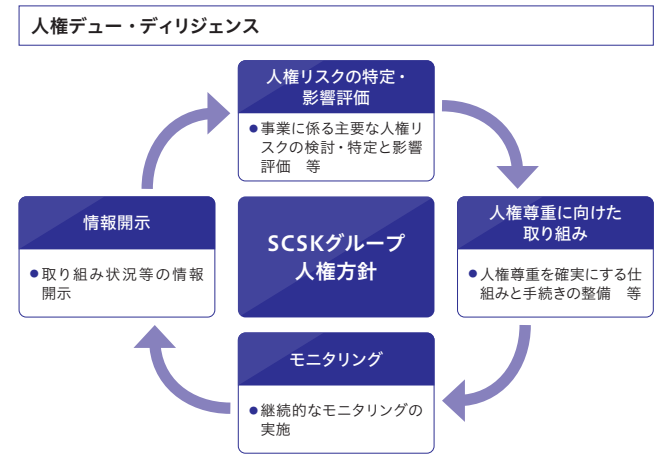 人権デュー・ディリジェンス
人権リスクの特定・
影響評価
●事業に係る主要な人権リ
スクの検討・特定と影響
評価　等
人権尊重に向けた
取り組み
●人権尊重を確実にする仕
組みと手続きの整備　等
モニタリング
●継続的なモニタリングの
実施
情報開示
●取り組み状況等の情報
開示
SCSKグループ
人権方針